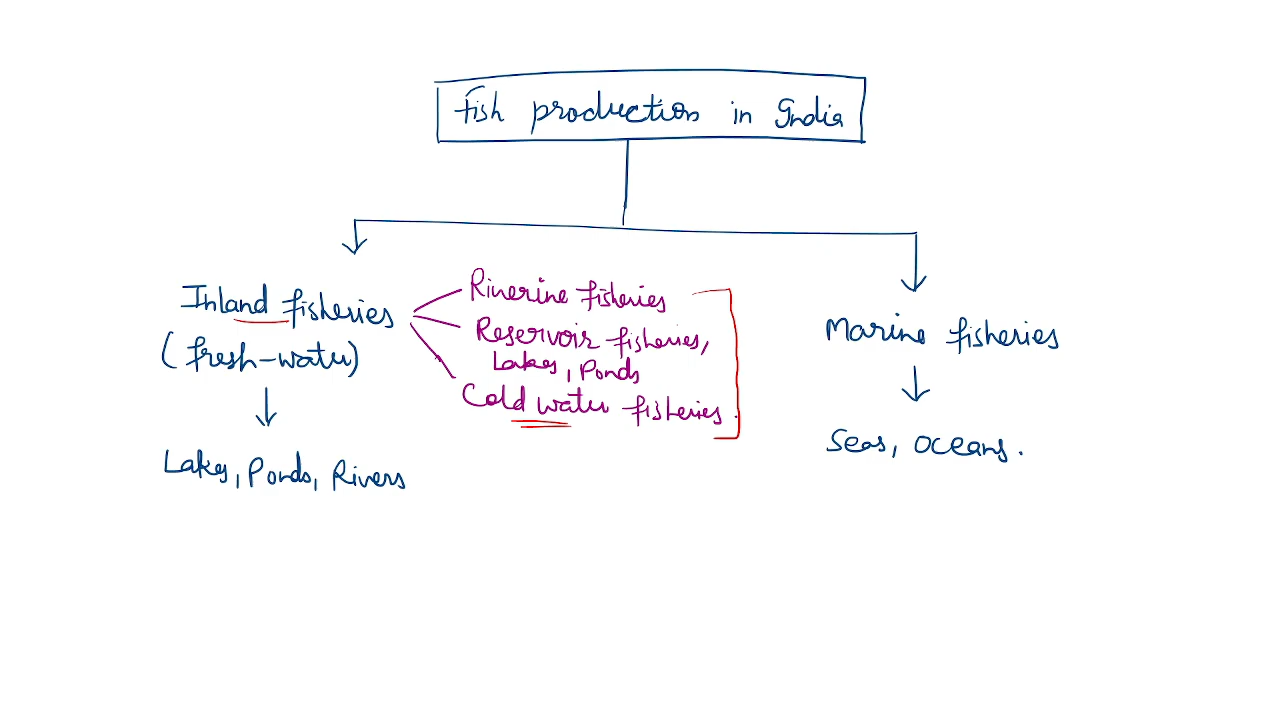 Fish production in India
Inland fisheries
(fresh-water)
Lakes, Ponds, Rivers
Riverine fisheries
Reservoir fisheries,
Lakes, Ponds
Cold water fisheries.
Marine fisheries
Seas, Oceans.